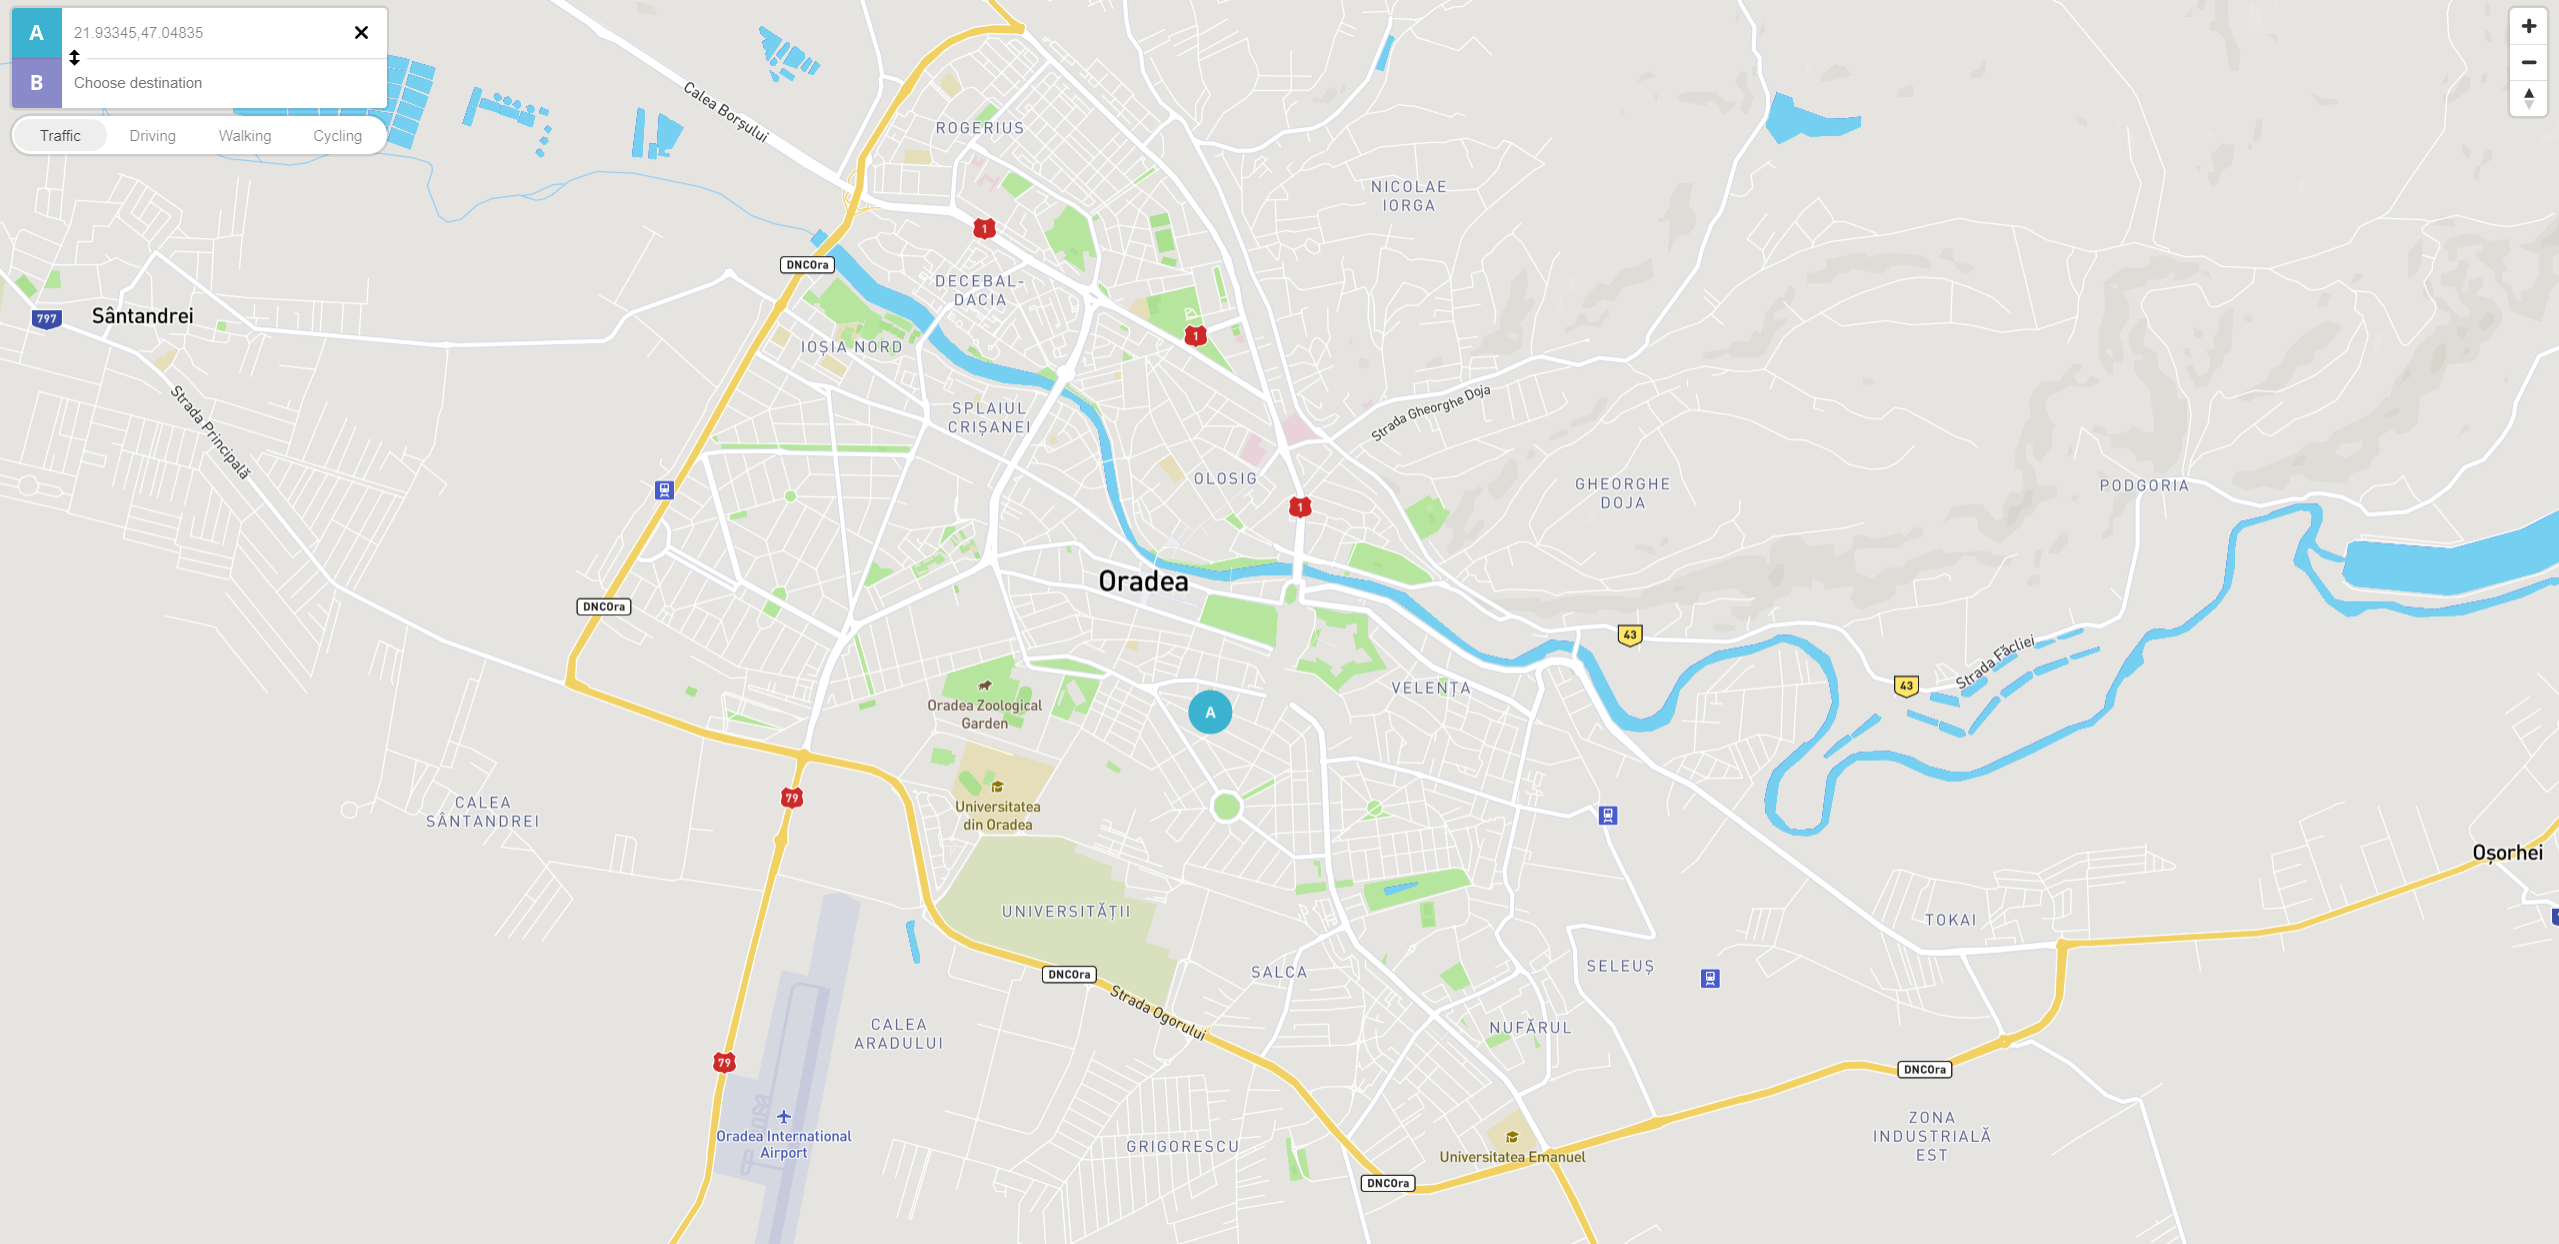 A
21.93345,47.04835
B
Choose destination
Traffic
Driving
Walking
Cycling
Calea Borșului
ROGERIUS
NICOLAE
IORGA
1
DNCOra
DECEBAL-
DACIA
797
Sântandrei
1
IOȘIA NORD
Strada Principală
SPLAIUL
CRIȘANEI
Strada Gheorghe Doja
OLOSIG
GHEORGHE
DOJA
PODGORIA
1
Oradea
DNCOra
43
Strada Făcliei
43
VELENȚA
Oradea Zoological
Garden
A
79
Universitatea
din Oradea
CALEA
SÂNTANDREI
Oșorhei
UNIVERSITĂȚII
TOKAI
DNCOra
SALCA
SELEUȘ
Strada Ogorului
CALEA
ARADULUI
NUFĂRUL
79
DNCOra
Oradea International
Airport
GRIGORESCU
Universitatea Emanuel
ZONA
INDUSTRIALĂ
EST
DNCOra